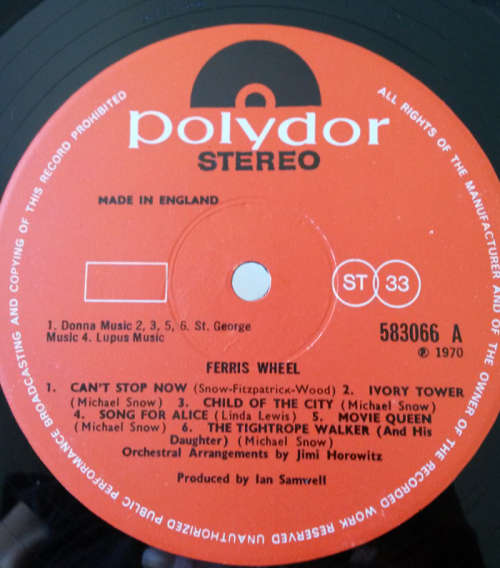 polydor
STEREO
MADE IN ENGLAND
ST 33
1. Donna Music 2, 3, 5, 6. St. George
Music 4. Lupus Music
583066 A
℗ 1970
FERRIS WHEEL
1. CAN'T STOP NOW (Snow-Fitzpatrick-Wood) 2. IVORY TOWER
(Michael Snow) 3. CHILD OF THE CITY (Michael Snow)
4. SONG FOR ALICE (Linda Lewis) 5. MOVIE QUEEN
(Michael Snow) 6. THE TIGHTROPE WALKER (And His
Daughter) (Michael Snow)
Orchestral Arrangements by Jimi Horowitz
Produced by Ian Samwell
ALL RIGHTS OF THE MANUFACTURER AND OF THE OWNER OF THE RECORDED WORK RESERVED UNAUTHORIZED PUBLIC PERFORMANCE BROADCASTING AND COPYING OF THIS RECORD PROHIBITED